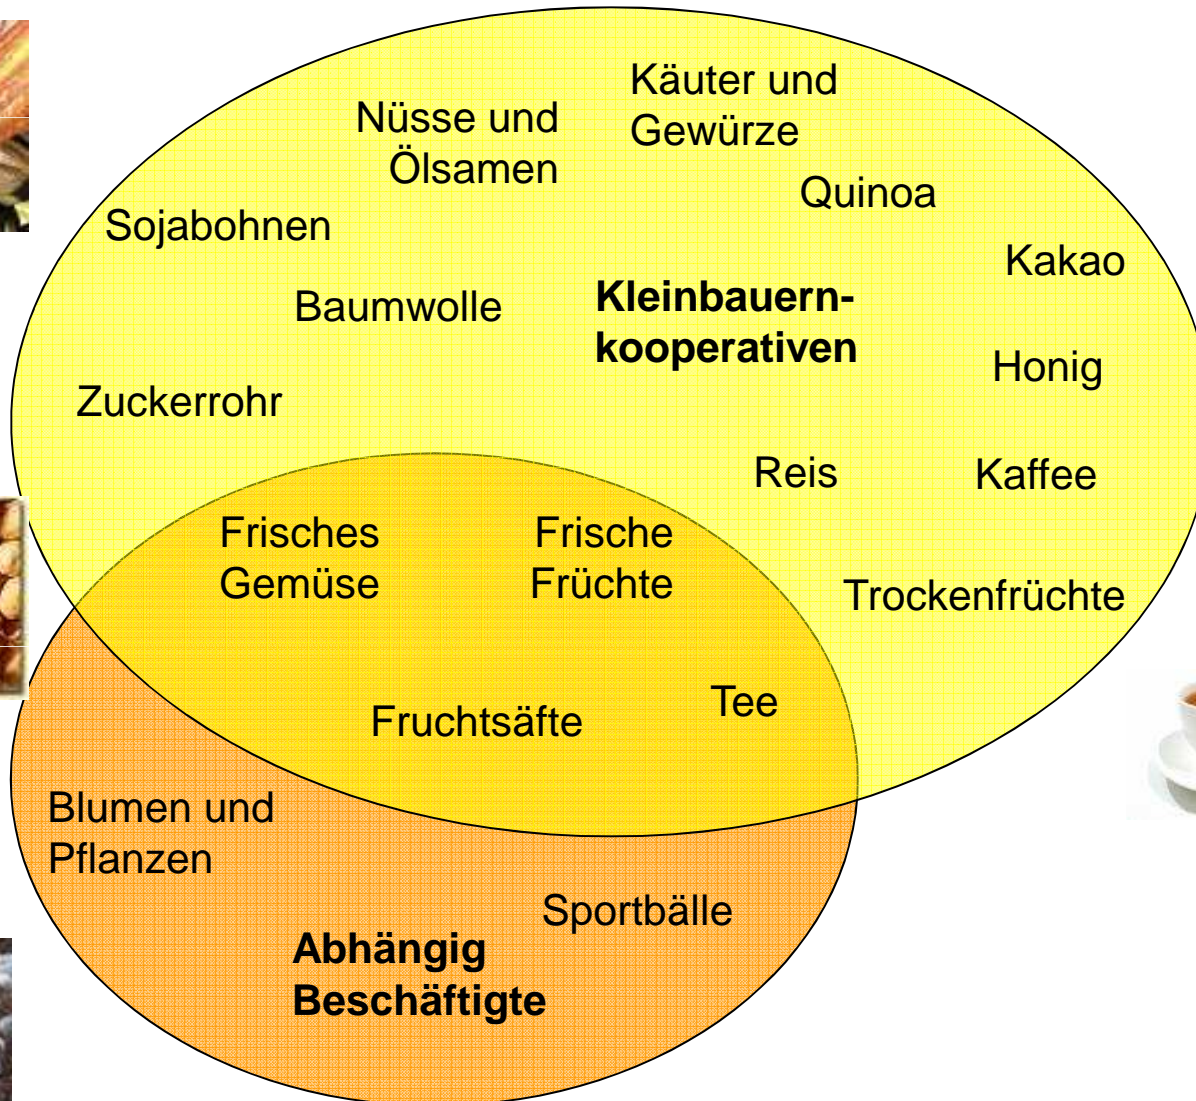 Käuter und
Gewürze
Nüsse und
Ölsamen
Quinoa
Sojabohnen
Kakao
Baumwolle
Kleinbauern-
kooperativen
Honig
Zuckerrohr
Reis
Kaffee
Frisches
Gemüse
Frische
Früchte
Trockenfrüchte
Fruchtsäfte
Tee
Blumen und
Pflanzen
Sportbälle
Abhängig
Beschäftigte